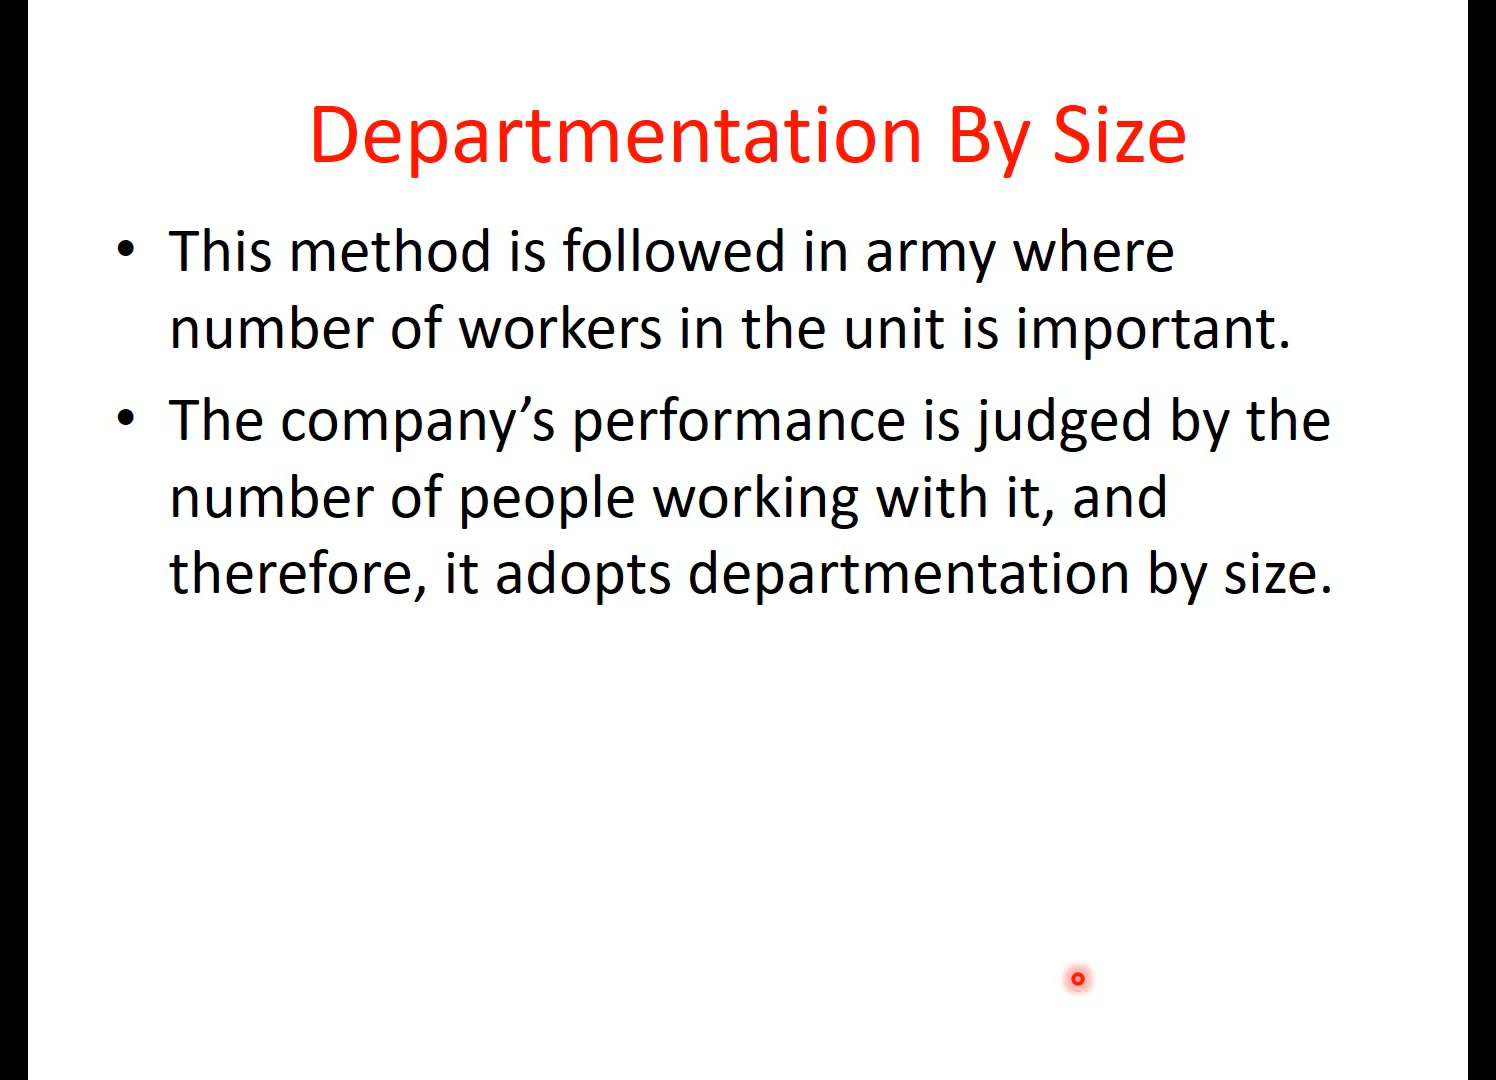 Departmentation By Size
• This method is followed in army where
number of workers in the unit is important.
• The company’s performance is judged by the
number of people working with it, and
therefore, it adopts departmentation by size.